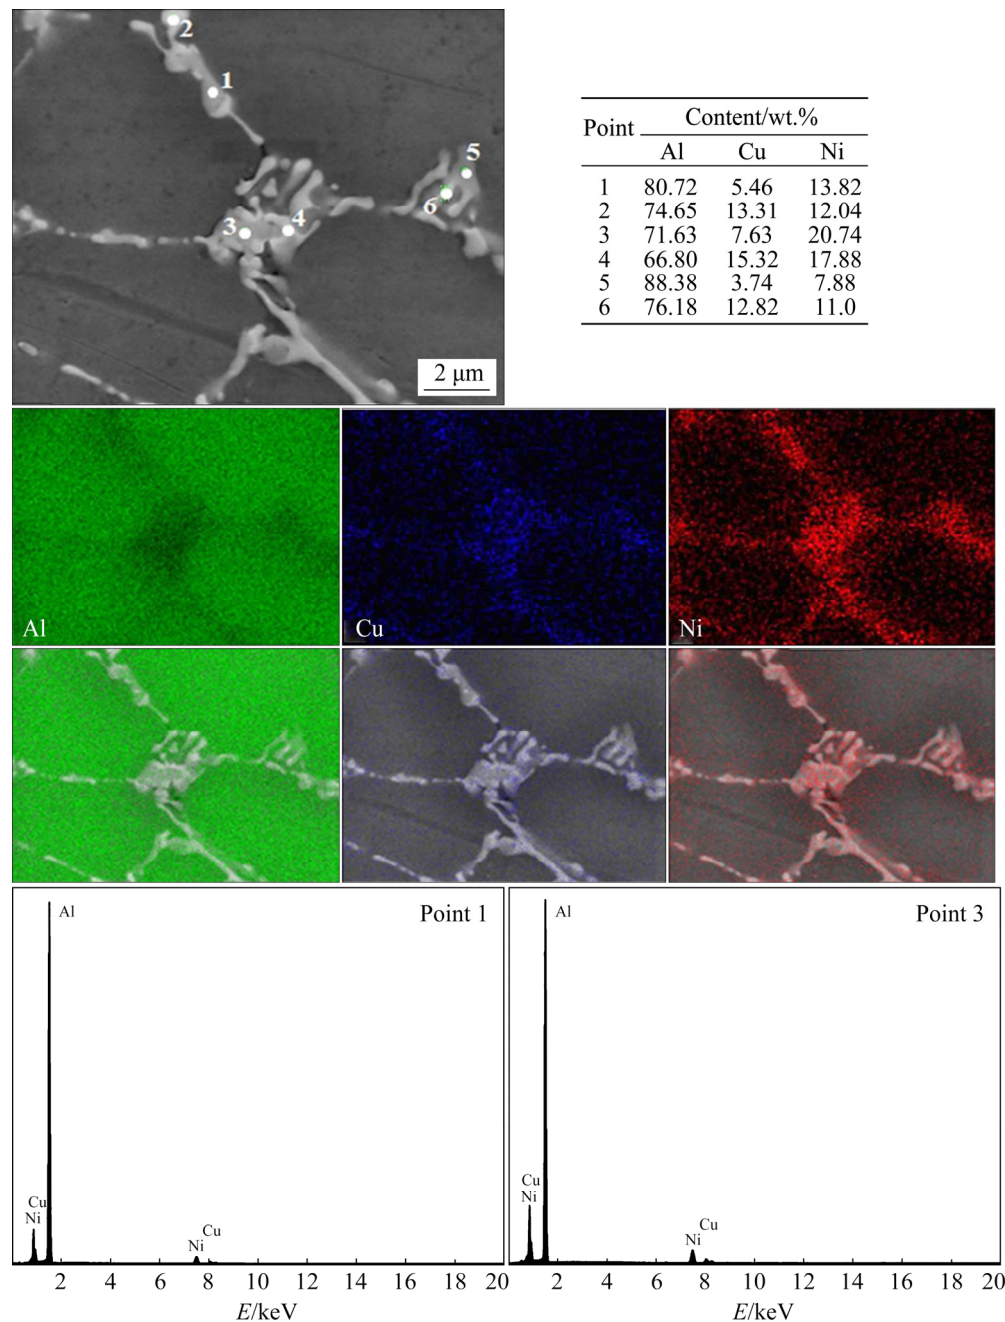 2
1
5
6
3
4
2 μm
Point Content/wt.%
Al Cu Ni
1 80.72 5.46 13.82
2 74.65 13.31 12.04
3 71.63 7.63 20.74
4 66.80 15.32 17.88
5 88.38 3.74 7.88
6 76.18 12.82 11.0
Al Cu Ni
Point 1
Al
Cu
Ni
Cu
Ni
2 4 6 8 10 12 14 16 18 20
E/keV
Point 3
Al
Cu
Ni
Cu
Ni
2 4 6 8 10 12 14 16 18 20
E/keV